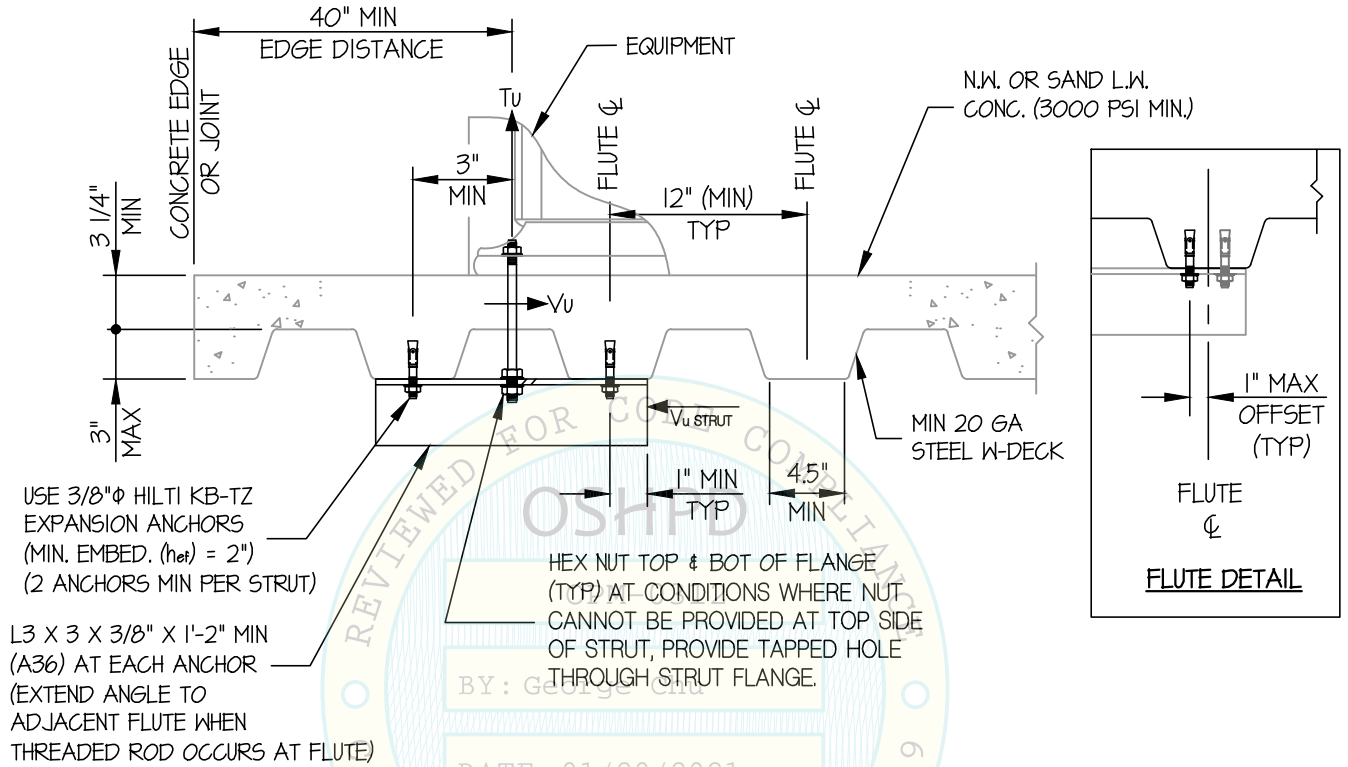 40" MIN
EDGE DISTANCE
CONCRETE EDGE
OR JOINT
EQUIPMENT
Tu
3"
MIN
FLUTE ℄
FLUTE ℄
12" (MIN)
TYP
N.W. OR SAND L.W.
CONC. (3000 PSI MIN.)
3 1/4"
MIN
3"
MAX
Vu
Vu STRUT
1" MIN
TYP
4.5"
MIN
MIN 20 GA
STEEL W-DECK
USE 3/8"Φ HILTI KB-TZ
EXPANSION ANCHORS
(MIN. EMBED. (hef) = 2")
(2 ANCHORS MIN PER STRUT)
L3 X 3 X 3/8" X 1'-2" MIN
(A36) AT EACH ANCHOR
(EXTEND ANGLE TO
ADJACENT FLUTE WHEN
THREADED ROD OCCURS AT FLUTE)
HEX NUT TOP & BOT OF FLANGE
(TYP) AT CONDITIONS WHERE NUT
CANNOT BE PROVIDED AT TOP SIDE
OF STRUT, PROVIDE TAPPED HOLE
THROUGH STRUT FLANGE.
1" MAX
OFFSET
(TYP)
FLUTE
℄
FLUTE DETAIL
REVIEWED FOR CODE COMPLIANCE
OSHPD
BY: George Chu